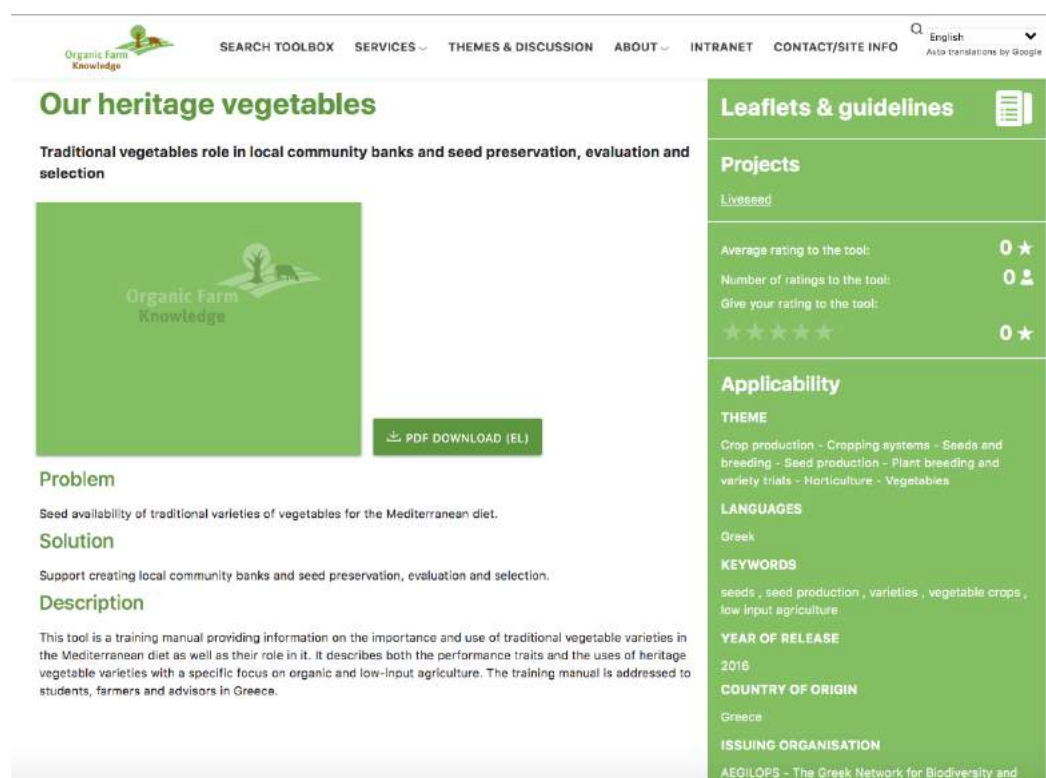 Organic Farm
Knowledge
SEARCH TOOLBOX SERVICES THEMES & DISCUSSION ABOUT INTRANET CONTACT/SITE INFO
English
Auto translations by Google
Our heritage vegetables
Traditional vegetables role in local community banks and seed preservation, evaluation and
selection
Organic Farm
Knowledge
PDF DOWNLOAD (EL)
Problem
Seed availability of traditional varieties of vegetables for the Mediterranean diet.
Solution
Support creating local community banks and seed preservation, evaluation and selection.
Description
This tool is a training manual providing information on the importance and use of traditional vegetable varieties in
the Mediterranean diet as well as their role in it. It describes both the performance traits and the uses of heritage
vegetable varieties with a specific focus on organic and low-input agriculture. The training manual is addressed to
students, farmers and advisors in Greece.
Leaflets & guidelines
Projects
Liveseed
Average rating to the tool: 0
Number of ratings to the tool: 0
Give your rating to the tool:
0
Applicability
THEME
Crop production - Cropping systems - Seeds and
breeding - Seed production - Plant breeding and
variety trials - Horticulture - Vegetables
LANGUAGES
Greek
KEYWORDS
seeds , seed production , varieties , vegetable crops ,
low input agriculture
YEAR OF RELEASE
2016
COUNTRY OF ORIGIN
Greece
ISSUING ORGANISATION
AEGILOPS - The Greek Network for Biodiversity and